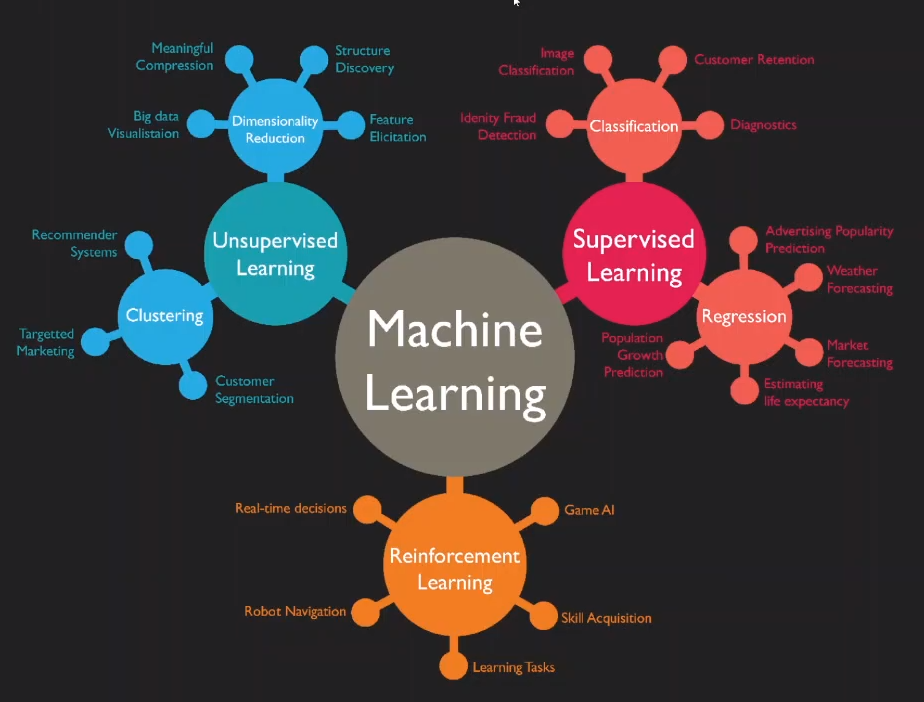 Meaningful
Compression
Structure
Discovery
Big data
Visualistaion
Dimensionality
Reduction
Feature
Elicitation
Unsupervised
Learning
Recommender
Systems
Clustering
Targetted
Marketing
Customer
Segmentation
Machine
Learning
Image
Classification
Customer Retention
Idenity Fraud
Detection
Classification
Diagnostics
Supervised
Learning
Advertising Popularity
Prediction
Weather
Forecasting
Regression
Population
Growth
Prediction
Market
Forecasting
Estimating
life expectancy
Real-time decisions
Game AI
Reinforcement
Learning
Robot Navigation
Skill Acquisition
Learning Tasks